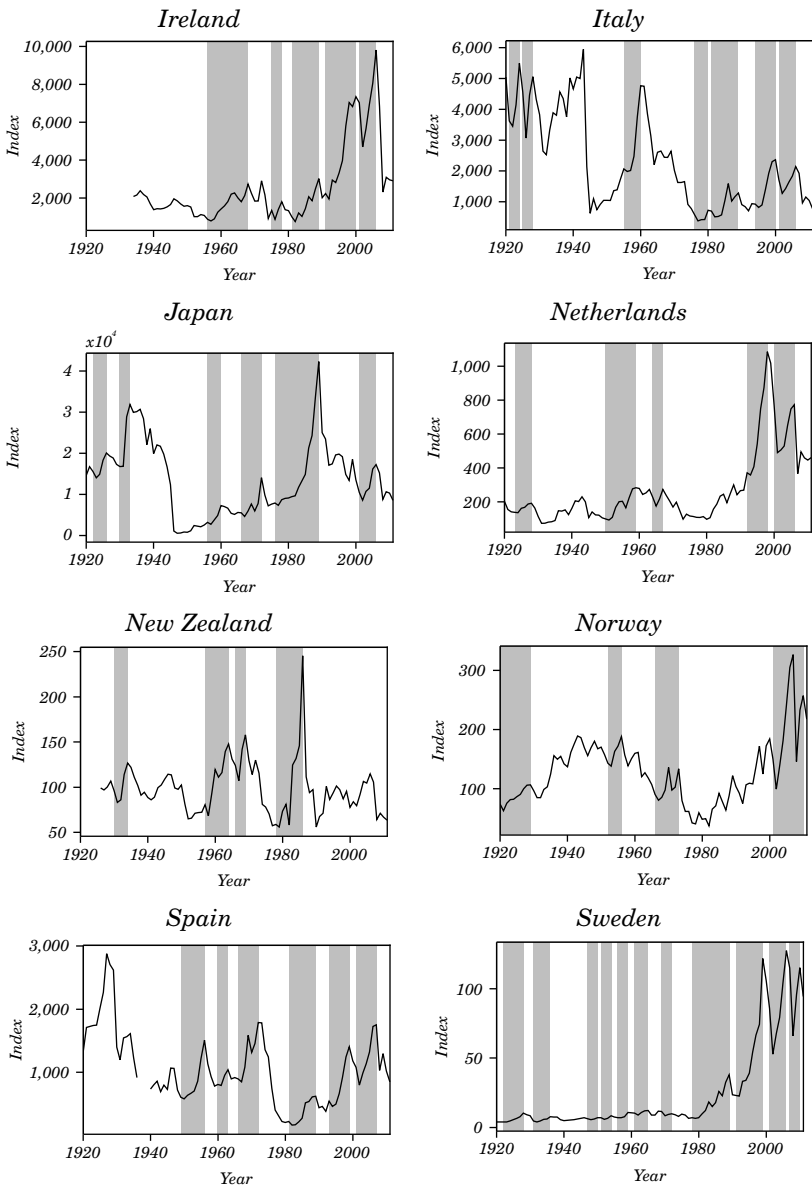 Ireland
10,000
8,000
6,000
4,000
2,000
Index
1920 1940 1960 1980 2000
Year
Italy
6,000
5,000
4,000
3,000
2,000
1,000
Index
1920 1940 1960 1980 2000
Year
Japan
x10⁴
4
3
2
1
0
Index
1920 1940 1960 1980 2000
Year
Netherlands
1,000
800
600
400
200
Index
1920 1940 1960 1980 2000
Year
New Zealand
250
200
150
100
50
Index
1920 1940 1960 1980 2000
Year
Norway
300
200
100
Index
1920 1940 1960 1980 2000
Year
Spain
3,000
2,000
1,000
Index
1920 1940 1960 1980 2000
Year
Sweden
100
50
0
Index
1920 1940 1960 1980 2000
Year